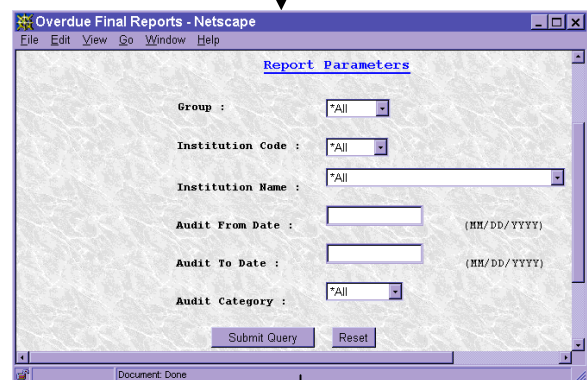 Overdue Final Reports - Netscape
File Edit View Go Window Help
Report Parameters
Group : *All
Institution Code : *All
Institution Name : *All
Audit From Date : (MM/DD/YYYY)
Audit To Date : (MM/DD/YYYY)
Audit Category : *All
Submit Query Reset
Document: Done